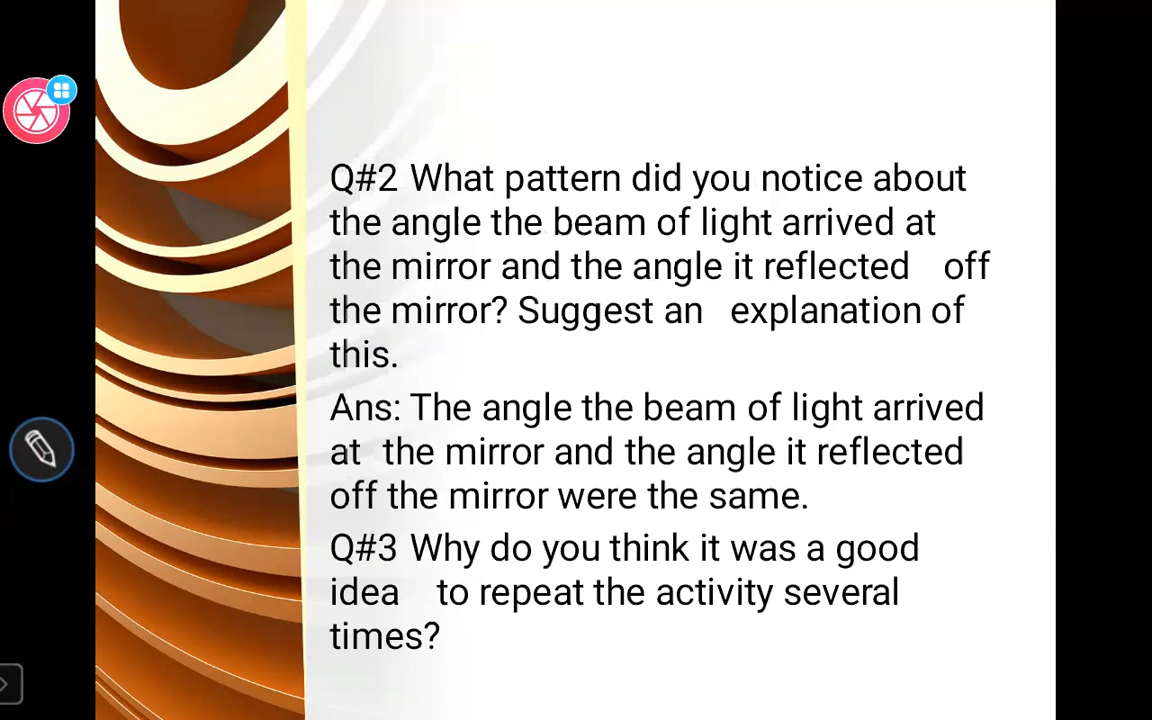 Q#2 What pattern did you notice about
the angle the beam of light arrived at
the mirror and the angle it reflected off
the mirror? Suggest an explanation of
this.
Ans: The angle the beam of light arrived
at the mirror and the angle it reflected
off the mirror were the same.
Q#3 Why do you think it was a good
idea to repeat the activity several
times?